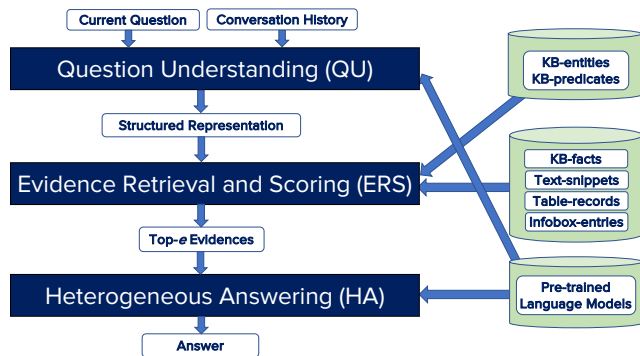 Current Question
Conversation History
Question Understanding (QU)
Structured Representation
Evidence Retrieval and Scoring (ERS)
Top-e Evidences
Heterogeneous Answering (HA)
Answer
KB-entities
KB-predicates
KB-facts
Text-snippets
Table-records
Infobox-entries
Pre-trained
Language Models